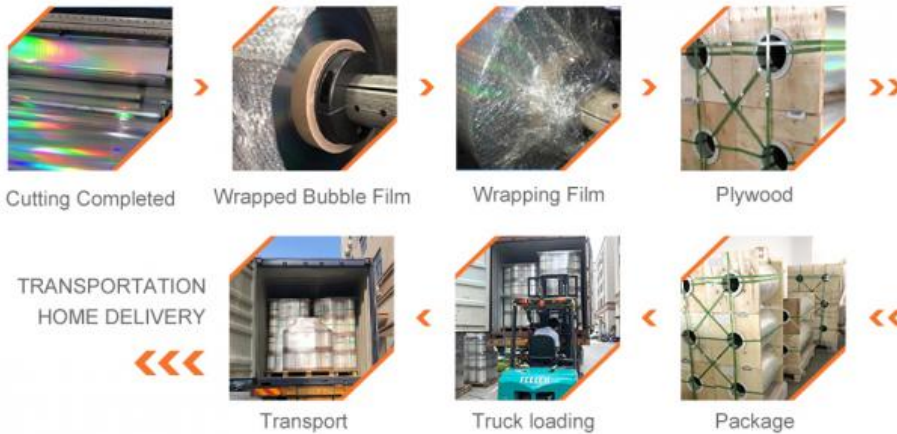 Cutting Completed
Wrapped Bubble Film
Wrapping Film
Plywood
TRANSPORTATION
HOME DELIVERY
Transport
Truck loading
Package